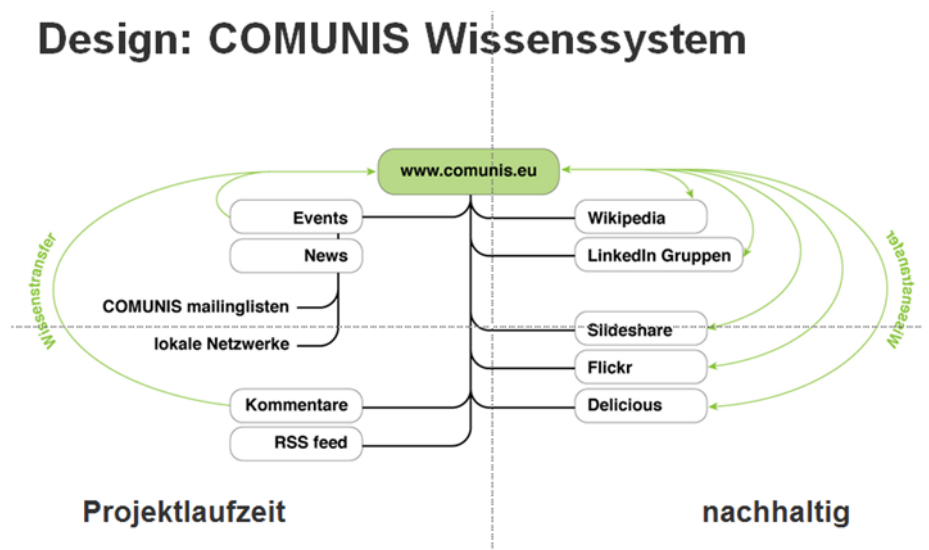 Design: COMUNIS Wissenssystem
www.comunis.eu
Events
News
COMUNIS mailinglisten
lokale Netzwerke
Kommentare
RSS feed
Wikipedia
LinkedIn Gruppen
Sildeshare
Flickr
Delicious
Wissenstransfer
Wissenstransfer
Projektlaufzeit
nachhaltig